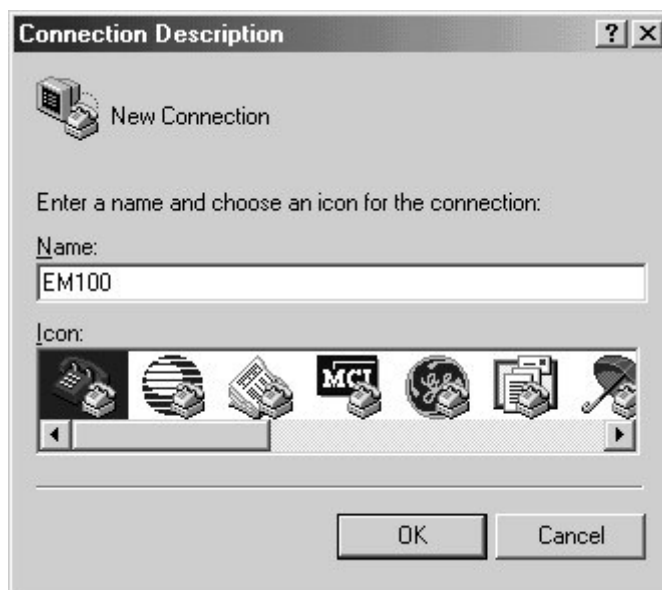 Connection Description
New Connection
Enter a name and choose an icon for the connection:
Name:
EM100
Icon:
MCI
OK Cancel